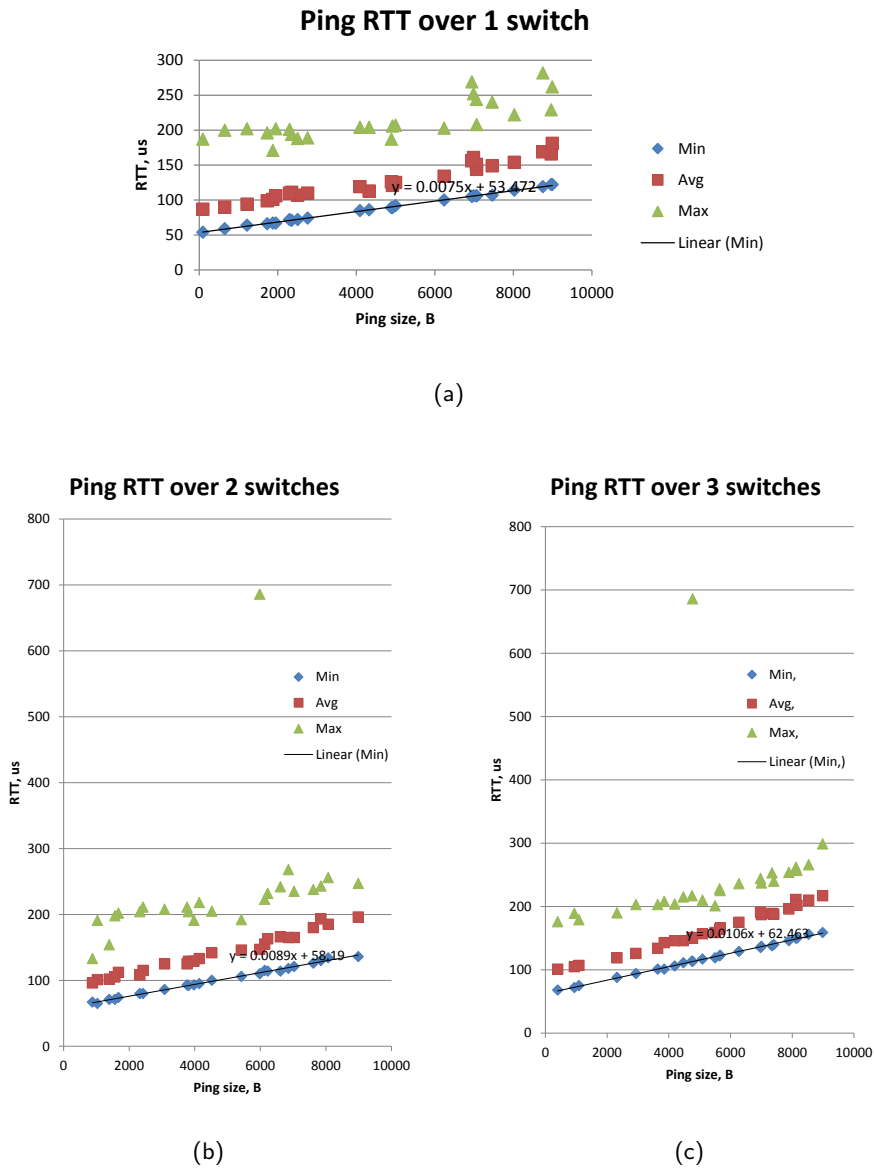 Ping RTT over 1 switch
300
250
200
150
100
50
0
RTT, us
y = 0.0075x + 53.472
0 2000 4000 6000 8000 10000
Ping size, B
Min
Avg
Max
Linear (Min)
(a)
Ping RTT over 2 switches
800
700
600
500
400
300
200
100
0
RTT, us
Min
Avg
Max
Linear (Min)
y = 0.0089x + 58.19
0 2000 4000 6000 8000 10000
Ping size, B
(b)
Ping RTT over 3 switches
800
700
600
500
400
300
200
100
0
RTT, us
Min,
Avg,
Max,
Linear (Min,)
y = 0.0106x + 62.463
0 2000 4000 6000 8000 10000
Ping size, B
(c)